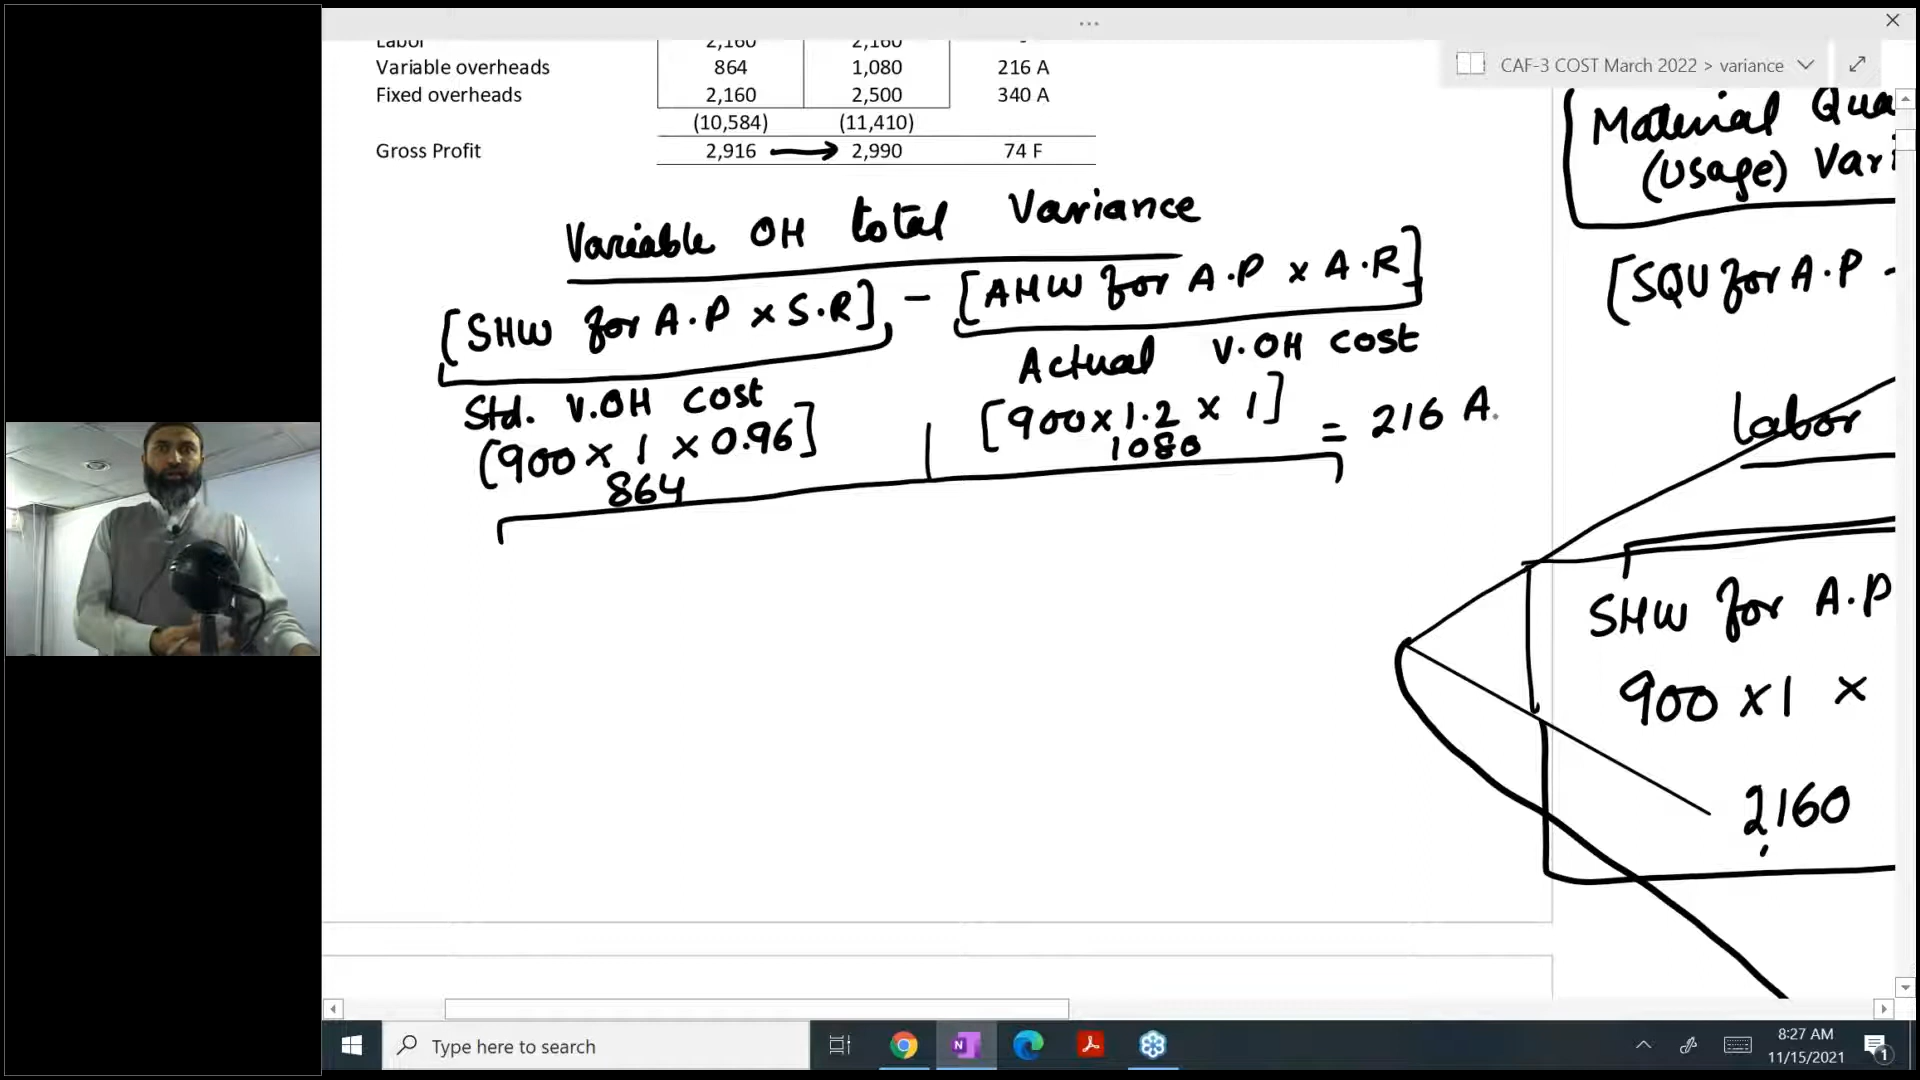 CAF-3 COST March 2022 > variance
Labor 2,160 2,160 -
Variable overheads 864 1,080 216 A
Fixed overheads 2,160 2,500 340 A
(10,584) (11,410)
Gross Profit 2,916 2,990 74 F
Variable OH total Variance
[SHW for A.P x S.R] - [AHW for A.P x A.R]
Std. V.OH Cost
Actual V.OH Cost
(900 x 1 x 0.96]
[900 x 1.2 x 1] = 216 A.
864
1080
Material Qua
(Usage) Vari
[SQU for A.P -
labor
SHW for A.P
900 x 1 x
2160
Type here to search
8:27 AM
11/15/2021
1